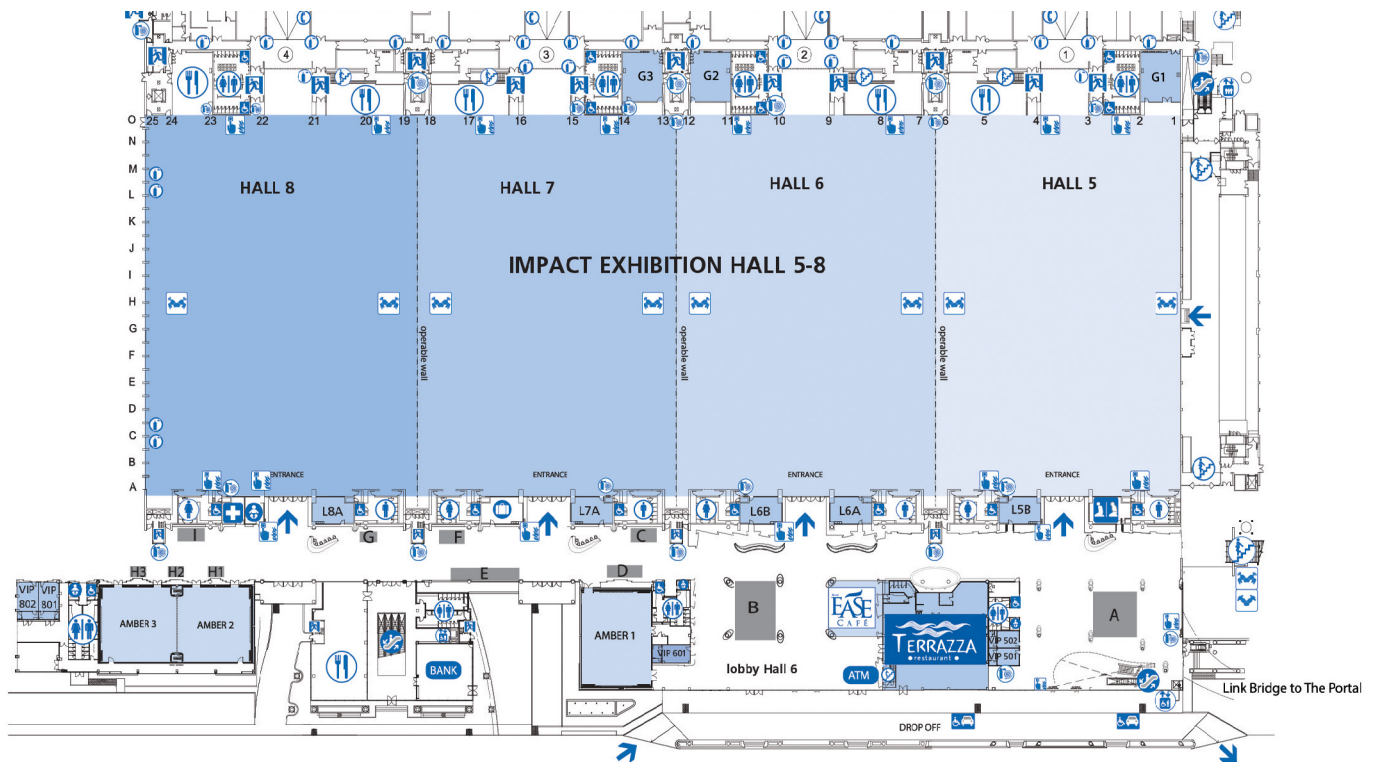 4
3
2
1
G3
G2
G1
O
25
24
23
22
21
20
19
18
17
16
15
14
13
12
11
10
9
8
7
6
5
4
3
2
1
N
M
L
K
J
I
H
G
F
E
D
C
B
A
HALL 8
HALL 7
HALL 6
HALL 5
IMPACT EXHIBITION HALL 5-8
operable wall
operable wall
operable wall
ENTRANCE
ENTRANCE
ENTRANCE
ENTRANCE
L8A
L7A
L6B
L6A
L5B
I
G
F
C
H3
H2
H1
E
D
VIP 802
VIP 801
AMBER 3
AMBER 2
AMBER 1
VIP 601
BANK
B
lobby Hall 6
EASE
CAFÉ
TERRAZZA
restaurant
ATM
VIP 502
VIP 501
A
Link Bridge to The Portal
DROP OFF